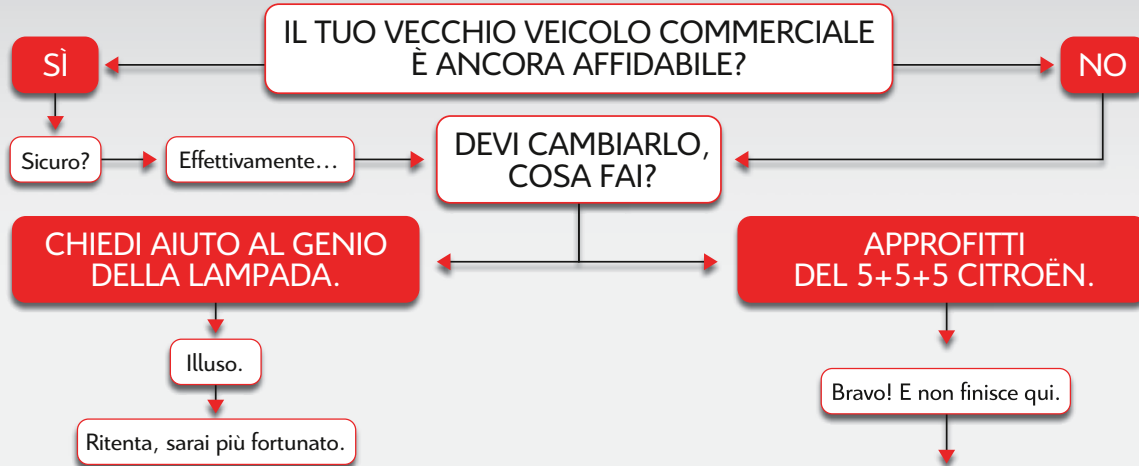 IL TUO VECCHIO VEICOLO COMMERCIALE
È ANCORA AFFIDABILE?
SÌ
NO
Sicuro?
Effettivamente...
DEVI CAMBIARLO,
COSA FAI?
CHIEDI AIUTO AL GENIO
DELLA LAMPADA.
APPROFITTI
DEL 5+5+5 CITROËN.
Illuso.
Bravo! E non finisce qui.
Ritenta, sarai più fortunato.